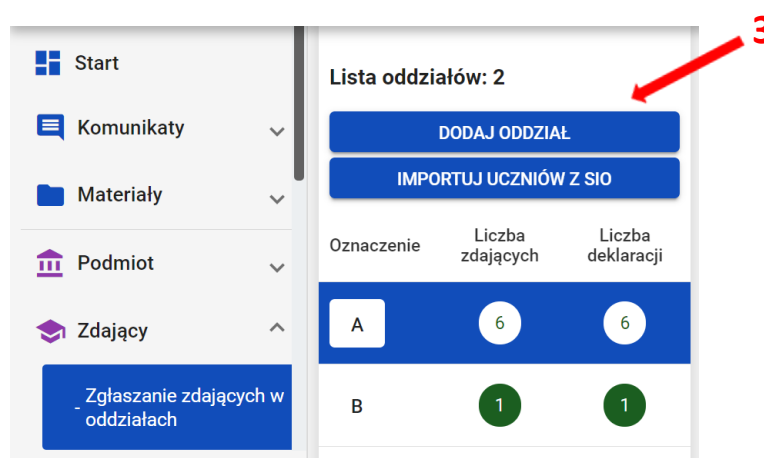 3
Start
Komunikaty
Materiały
Podmiot
Zdający
- Zgłaszanie zdających w
oddziałach
Lista oddziałów: 2
DODAJ ODDZIAŁ
IMPORTUJ UCZNIÓW Z SIO
Oznaczenie Liczba zdających Liczba deklaracji
A 6 6
B 1 1